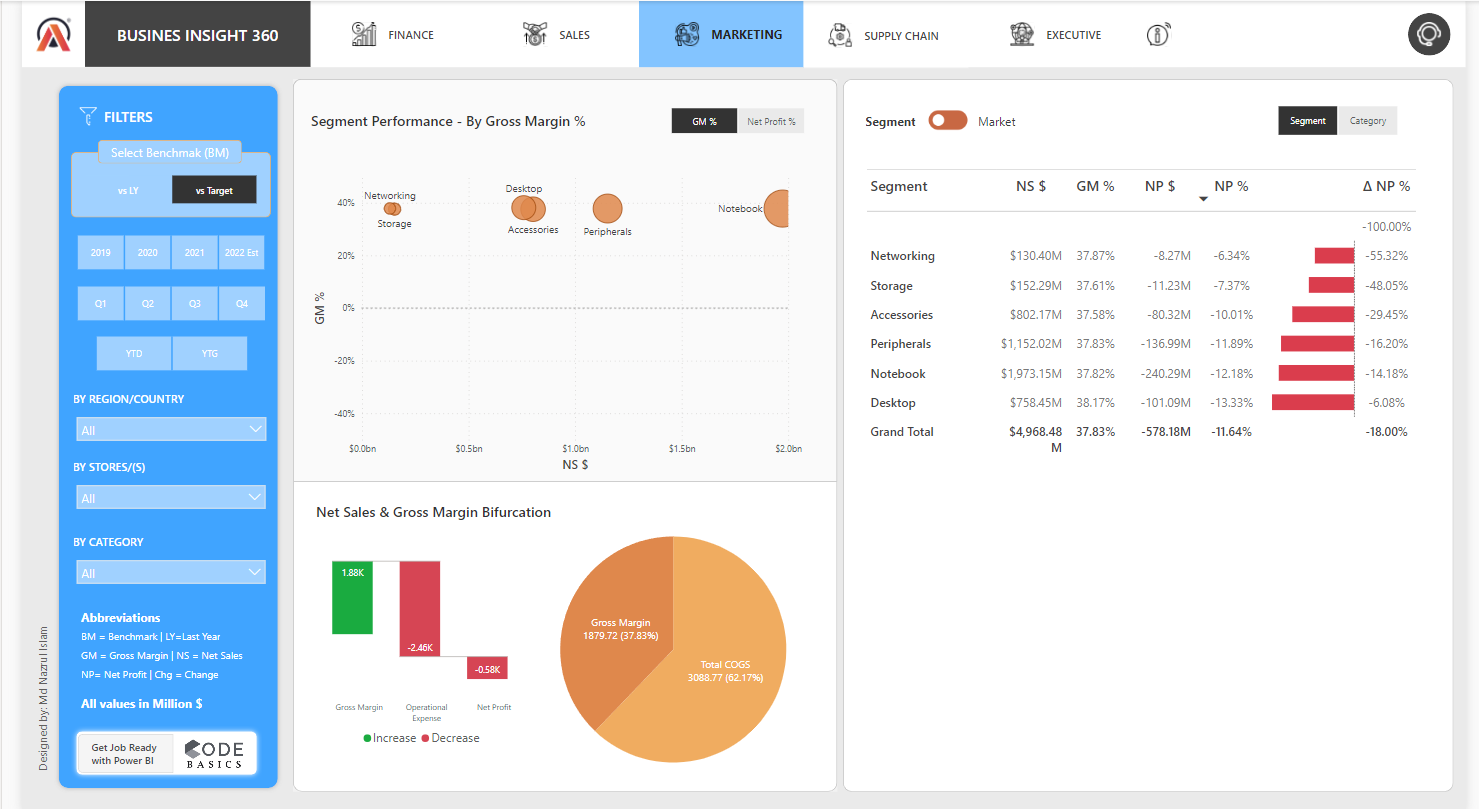 BUSINES INSIGHT 360
FINANCE
SALES
MARKETING
SUPPLY CHAIN
EXECUTIVE
FILTERS
Select Benchmak (BM)
vs LY
vs Target
2019 2020 2021 2022 Est
Q1 Q2 Q3 Q4
YTD YTG
BY REGION/COUNTRY
All
BY STORES/(S)
All
BY CATEGORY
All
Abbreviations
BM = Benchmark | LY=Last Year
GM = Gross Margin | NS = Net Sales
NP= Net Profit | Chg = Change
All values in Million $
Get Job Ready
with Power BI
CODE
BASICS
Designed by: Md Nazrul Islam
Segment Performance - By Gross Margin %
GM % Net Profit %
GM %
40%
20%
0%
-20%
-40%
Networking
Storage
Desktop
Accessories
Peripherals
Notebook
$0.0bn $0.5bn $1.0bn $1.5bn $2.0bn
NS $
Net Sales & Gross Margin Bifurcation
1.88K
-2.46K
-0.58K
Gross Margin
Operational
Expense
Net Profit
Increase Decrease
Gross Margin
1879.72 (37.83%)
Total COGS
3088.77 (62.17%)
Segment Market
Segment Category
Segment NS $ GM % NP $ NP % Δ NP %
-100.00%
Networking $130.40M 37.87% -8.27M -6.34% -55.32%
Storage $152.29M 37.61% -11.23M -7.37% -48.05%
Accessories $802.17M 37.58% -80.32M -10.01% -29.45%
Peripherals $1,152.02M 37.83% -136.99M -11.89% -16.20%
Notebook $1,973.15M 37.82% -240.29M -12.18% -14.18%
Desktop $758.45M 38.17% -101.09M -13.33% -6.08%
Grand Total $4,968.48 37.83% -578.18M -11.64% -18.00%
M